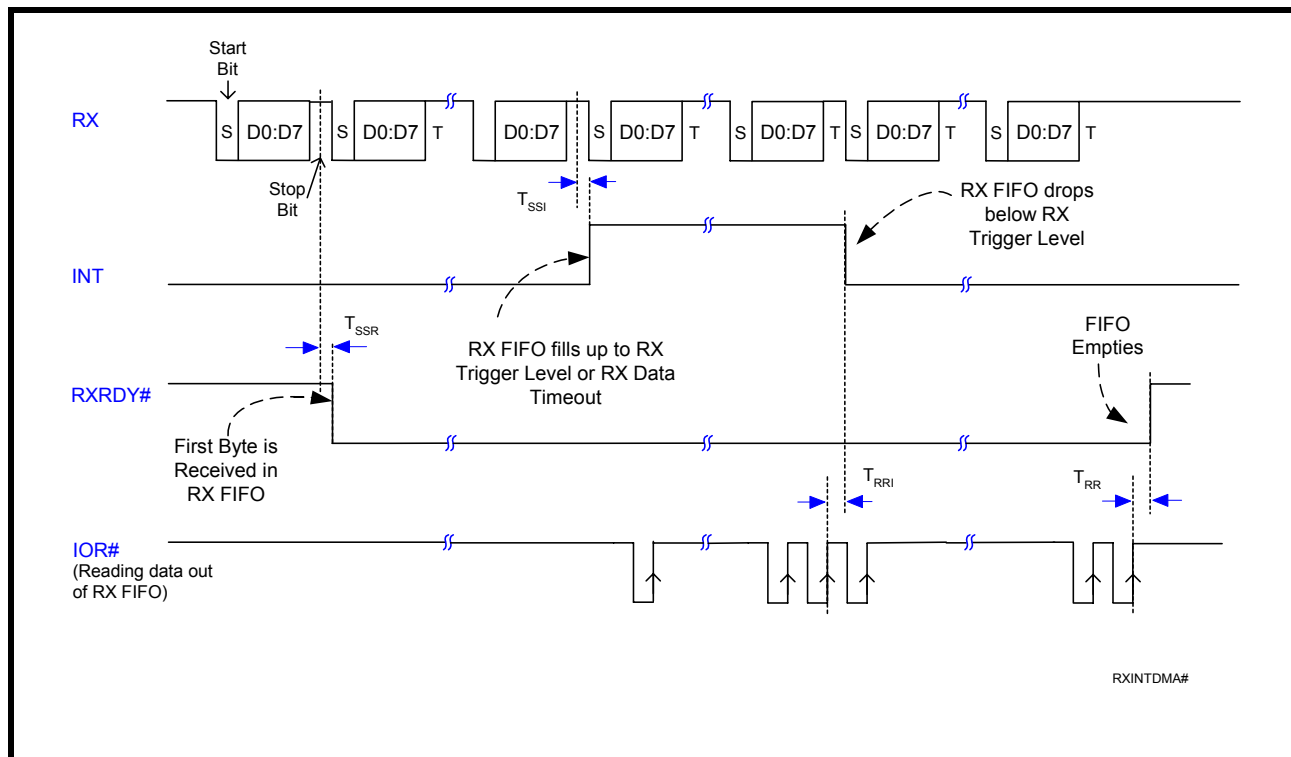 Start
Bit
RX
S D0:D7 S D0:D7 T D0:D7 S D0:D7 T S D0:D7 T S D0:D7 T S D0:D7 T
Stop
Bit
TSSI
RX FIFO drops
below RX
Trigger Level
INT
TSSR
RX FIFO fills up to RX
Trigger Level or RX Data
Timeout
FIFO
Empties
RXRDY#
First Byte is
Received in
RX FIFO
TRRI
TRR
IOR#
(Reading data out
of RX FIFO)
RXINTDMA#